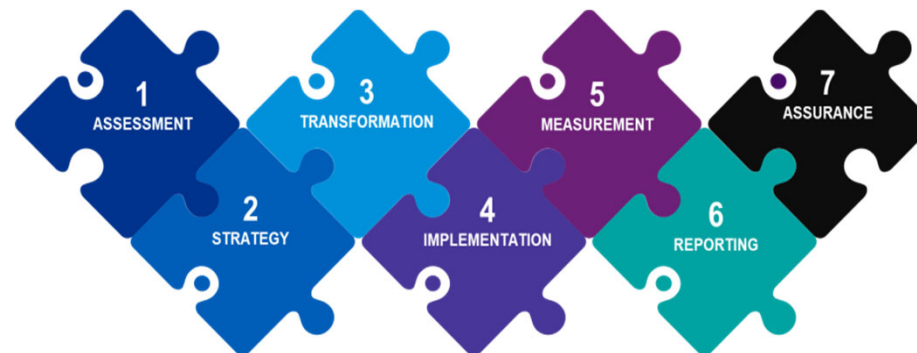 1
ASSESSMENT
2
STRATEGY
3
TRANSFORMATION
4
IMPLEMENTATION
5
MEASUREMENT
6
REPORTING
7
ASSURANCE